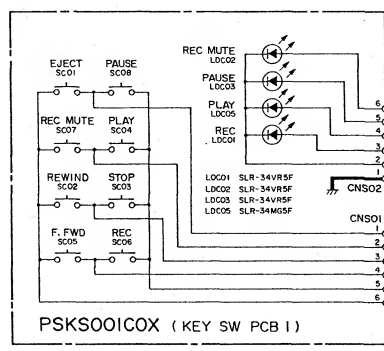 REC MUTE
LDC02
EJECT PAUSE
SC01 SC08
PAUSE
LDC03
PLAY
LDC05
REC MUTE PLAY
SC07 SC04
REC
LDC01
6
5
4
3
2
1
REWIND STOP
SC02 SC03
LDC01 SLR-34VR5F
LDC02 SLR-34VR5F
LDC03 SLR-34VR5F
LDC05 SLR-34MG5F
CNS02
CNS01
1
2
3
4
5
6
F. FWD REC
SC05 SC06
PSKS001C0X (KEY SW PCB 1)